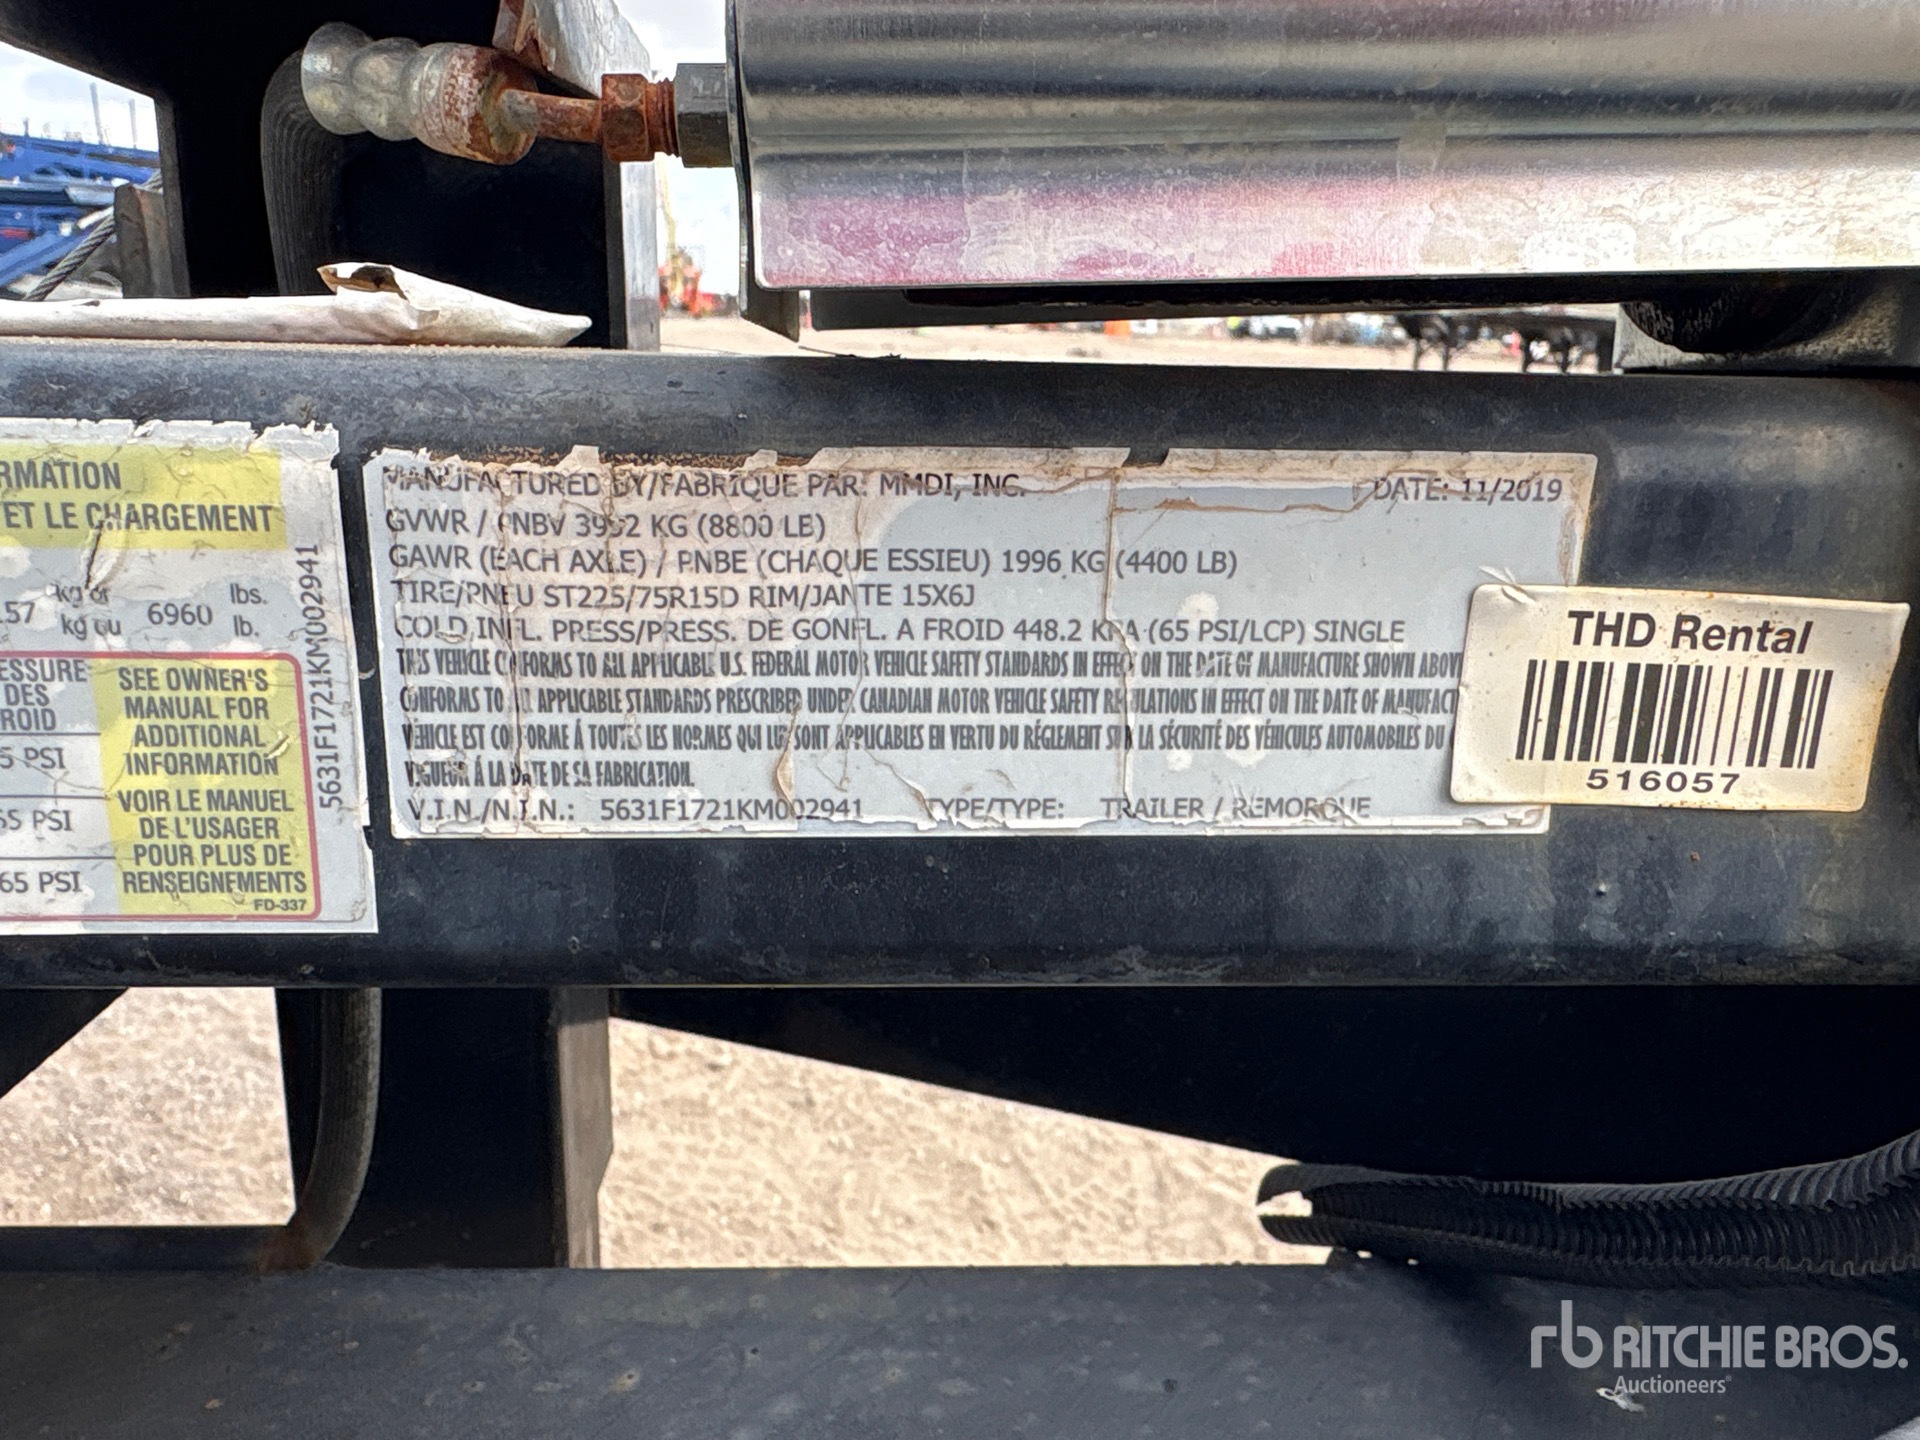 RMATION
ET LE CHARGEMENT
57 kg or 6960 lbs.
kg ou lb.
ESSURE
DES
ROID
5 PSI
PSI
65 PSI
SEE OWNER'S
MANUAL FOR
ADDITIONAL
INFORMATION
VOIR LE MANUEL
DE L'USAGER
POUR PLUS DE
RENSEIGNEMENTS
FD-337
5631F1721KM002941
MANUFACTURED BY/FABRIQUE PAR: MMDI, INC. DATE: 11/2019
GVWR / PNBV 3992 KG (8800 LB)
GAWR (EACH AXLE) / PNBE (CHAQUE ESSIEU) 1996 KG (4400 LB)
TIRE/PNEU ST225/75R15D RIM/JANTE 15X6J
COLD INFL. PRESS/PRESS. DE GONFL. A FROID 448.2 KPA (65 PSI/LCP) SINGLE
THIS VEHICLE CONFORMS TO ALL APPLICABLE U.S. FEDERAL MOTOR VEHICLE SAFETY STANDARDS IN EFFECT ON THE DATE OF MANUFACTURE SHOWN ABOV
CONFORMS TO ALL APPLICABLE STANDARDS PRESCRIBED UNDER CANADIAN MOTOR VEHICLE SAFETY REGULATIONS IN EFFECT ON THE DATE OF MANUFACT
VÉHICLE EST CONFORME À TOUTES LES NORMES QUI LUI SONT APPLICABLES EN VERTU DU RÉGLEMENT SUR LA SÉCURITÉ DES VÉHICULES AUTOMOBILES DU
VIGUEUR À LA DATE DE SA FABRICATION.
V.I.N./N.I.N.: 5631F1721KM002941 TYPE/TYPE: TRAILER / REMORQUE
THD Rental
516057
rb RITCHIE BROS.
Auctioneers